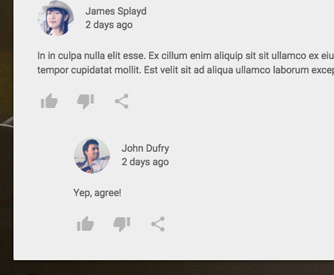 James Splayd
2 days ago
In in culpa nulla elit esse. Ex cillum enim aliquip sit sit ullamco ex eiu
tempor cupidatat mollit. Est velit sit ad aliqua ullamco laborum excep
John Dufry
2 days ago
Yep, agree!